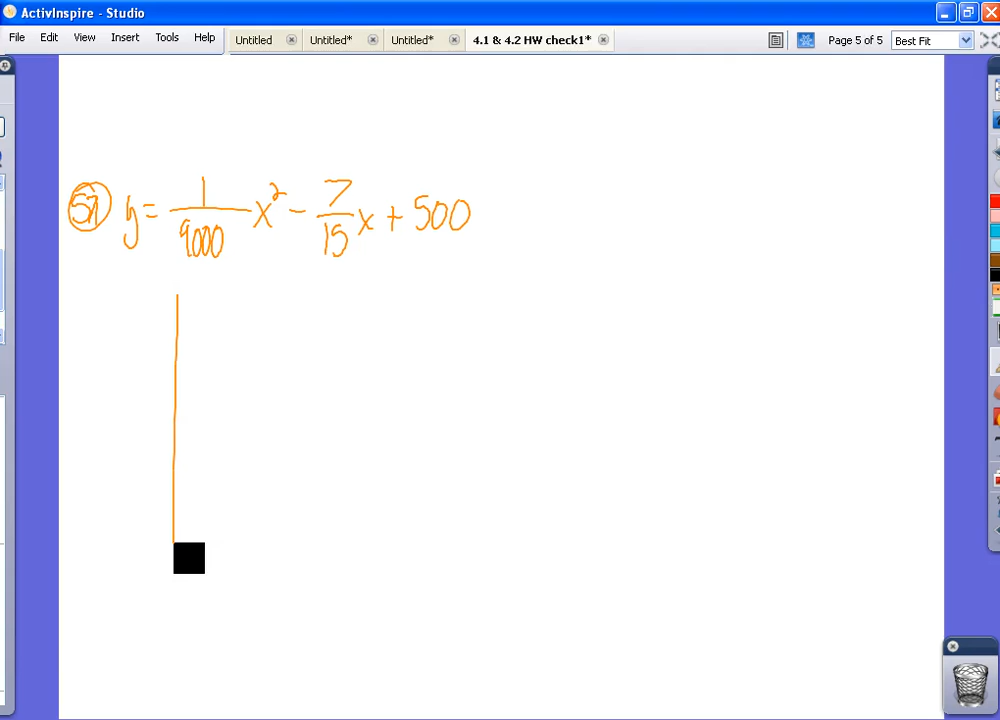 ActivInspire - Studio
File Edit View Insert Tools Help Untitled Untitled* Untitled* 4.1 & 4.2 HW check1* Page 5 of 5 Best Fit
57 y = 1/9000 x² - 7/15 x + 500